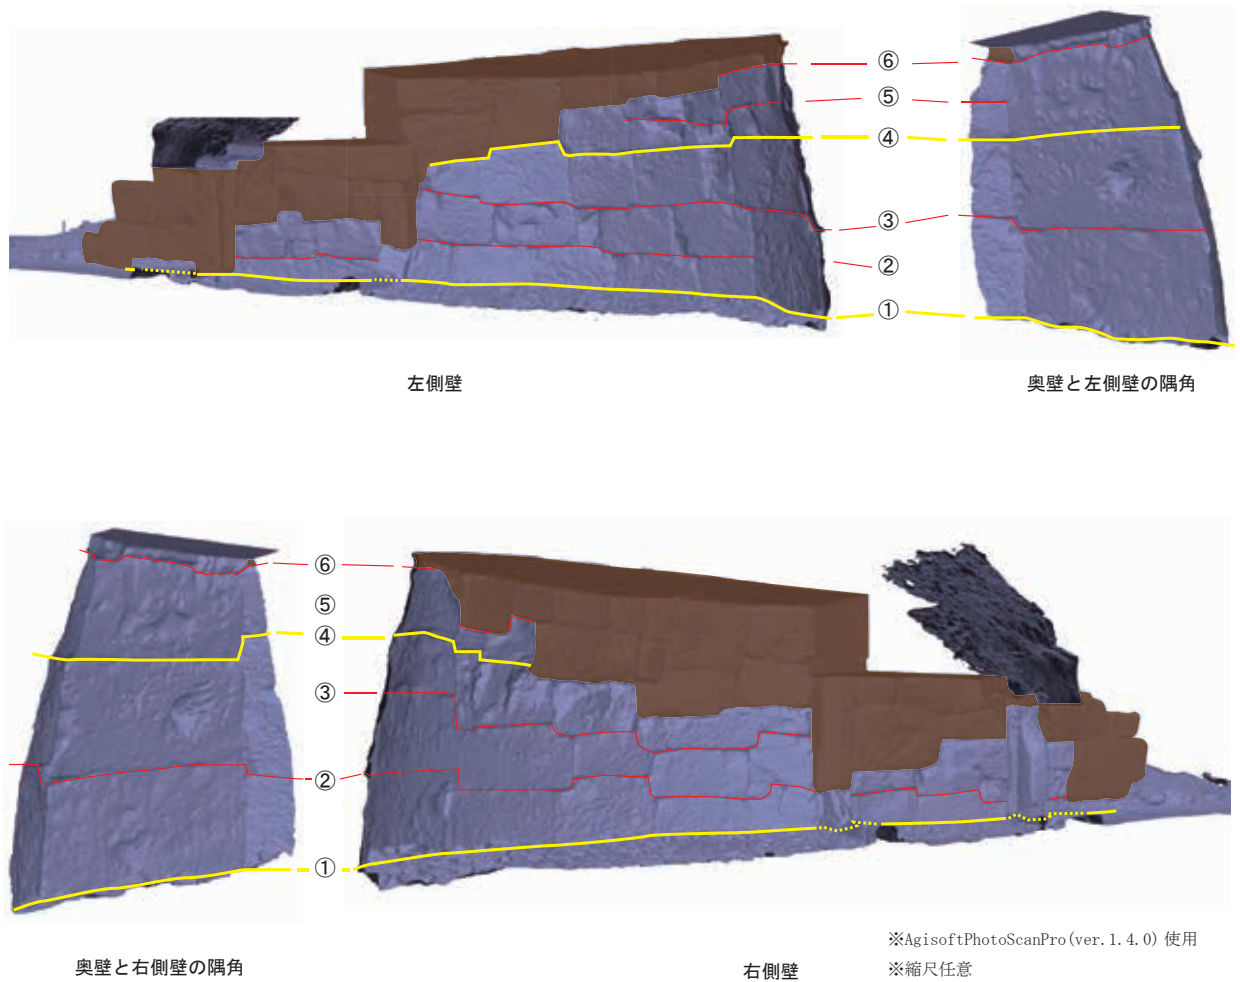 ⑥
⑤
④
③
②
①
左側壁
奥壁と左側壁の隅角
⑥
⑤
④
③
②
①
奥壁と右側壁の隅角
右側壁
※AgisoftPhotoScanPro(ver.1.4.0) 使用
※縮尺任意